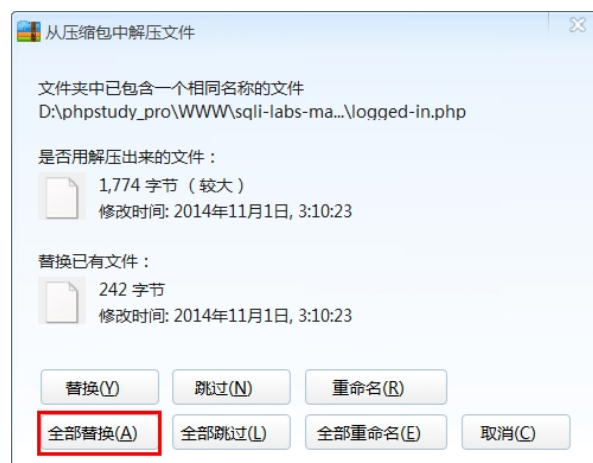 从压缩包中解压文件
文件夹中已包含一个相同名称的文件
D:\phpstudy_pro\WWW\sqli-labs-ma...\logged-in.php
是否用解压出来的文件：
1,774 字节 （ 较大 ）
修改时间: 2014年11月1日, 3:10:23
替换已有文件：
242 字节
修改时间: 2014年11月1日, 3:10:23
替换(Y) 跳过(N) 重命名(R)
全部替换(A) 全部跳过(L) 全部重命名(E) 取消(C)